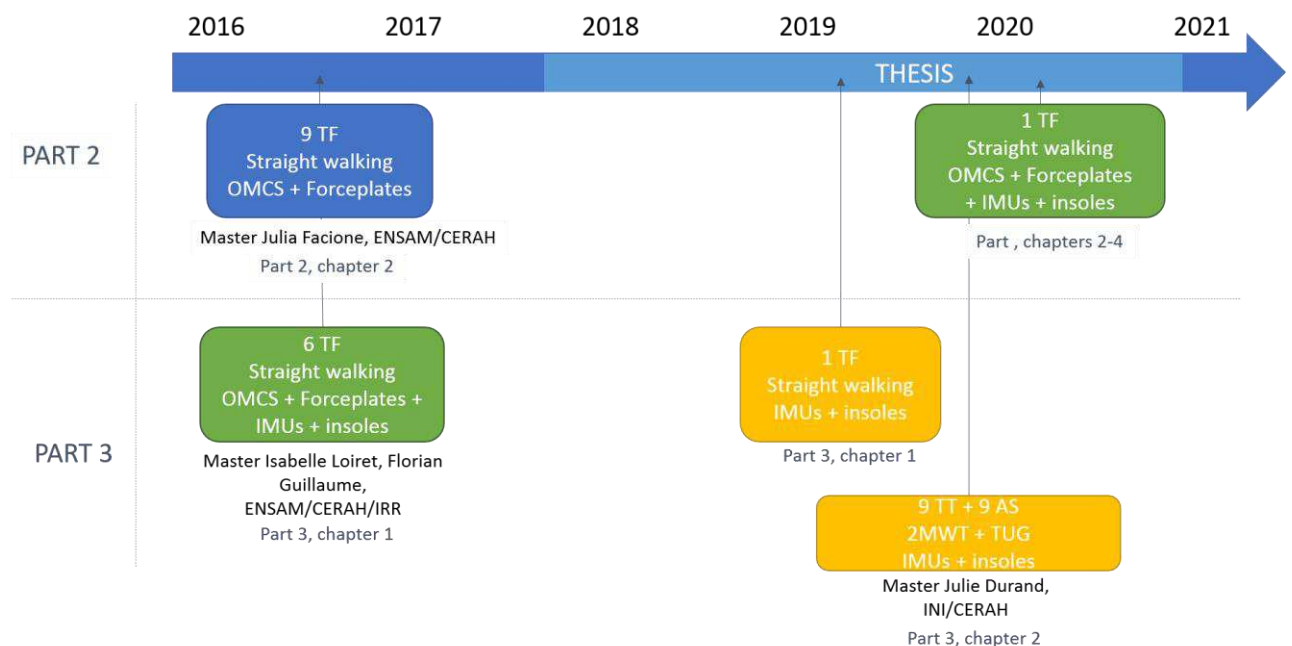 2016 2017 2018 2019 2020 2021
THESIS
PART 2
9 TF
Straight walking
OMCS + Forceplates
Master Julia Facione, ENSAM/CERAH
Part 2, chapter 2
1 TF
Straight walking
OMCS + Forceplates
+ IMUs + insoles
Part , chapters 2-4
PART 3
6 TF
Straight walking
OMCS + Forceplates +
IMUs + insoles
Master Isabelle Loiret, Florian
Guillaume,
ENSAM/CERAH/IRR
Part 3, chapter 1
1 TF
Straight walking
IMUs + insoles
Part 3, chapter 1
9 TT + 9 AS
2MWT + TUG
IMUs + insoles
Master Julie Durand,
INI/CERAH
Part 3, chapter 2